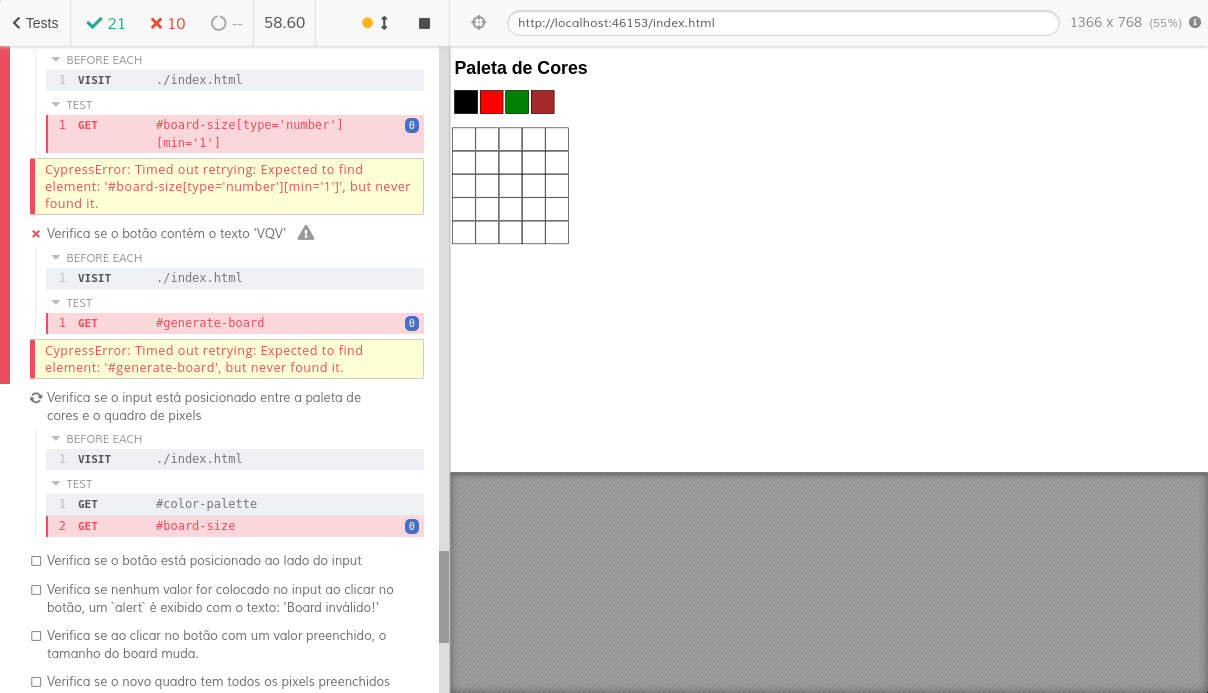 Tests
21
10
--
58.60
http://localhost:46153/index.html
1366 x 768 (55%)
BEFORE EACH
1 VISIT ./index.html
TEST
1 GET #board-size[type='number']
[min='1']
0
CypressError: Timed out retrying: Expected to find
element: '#board-size[type='number'][min='1']', but never
found it.
Verifica se o botão contém o texto 'VQV'
BEFORE EACH
1 VISIT ./index.html
TEST
1 GET #generate-board 0
CypressError: Timed out retrying: Expected to find
element: '#generate-board', but never found it.
Verifica se o input está posicionado entre a paleta de
cores e o quadro de pixels
BEFORE EACH
1 VISIT ./index.html
TEST
1 GET #color-palette
2 GET #board-size 0
Verifica se o botão está posicionado ao lado do input
Verifica se nenhum valor for colocado no input ao clicar no
botão, um `alert` é exibido com o texto: 'Board inválido!'
Verifica se ao clicar no botão com um valor preenchido, o
tamanho do board muda.
Verifica se o novo quadro tem todos os pixels preenchidos
Paleta de Cores